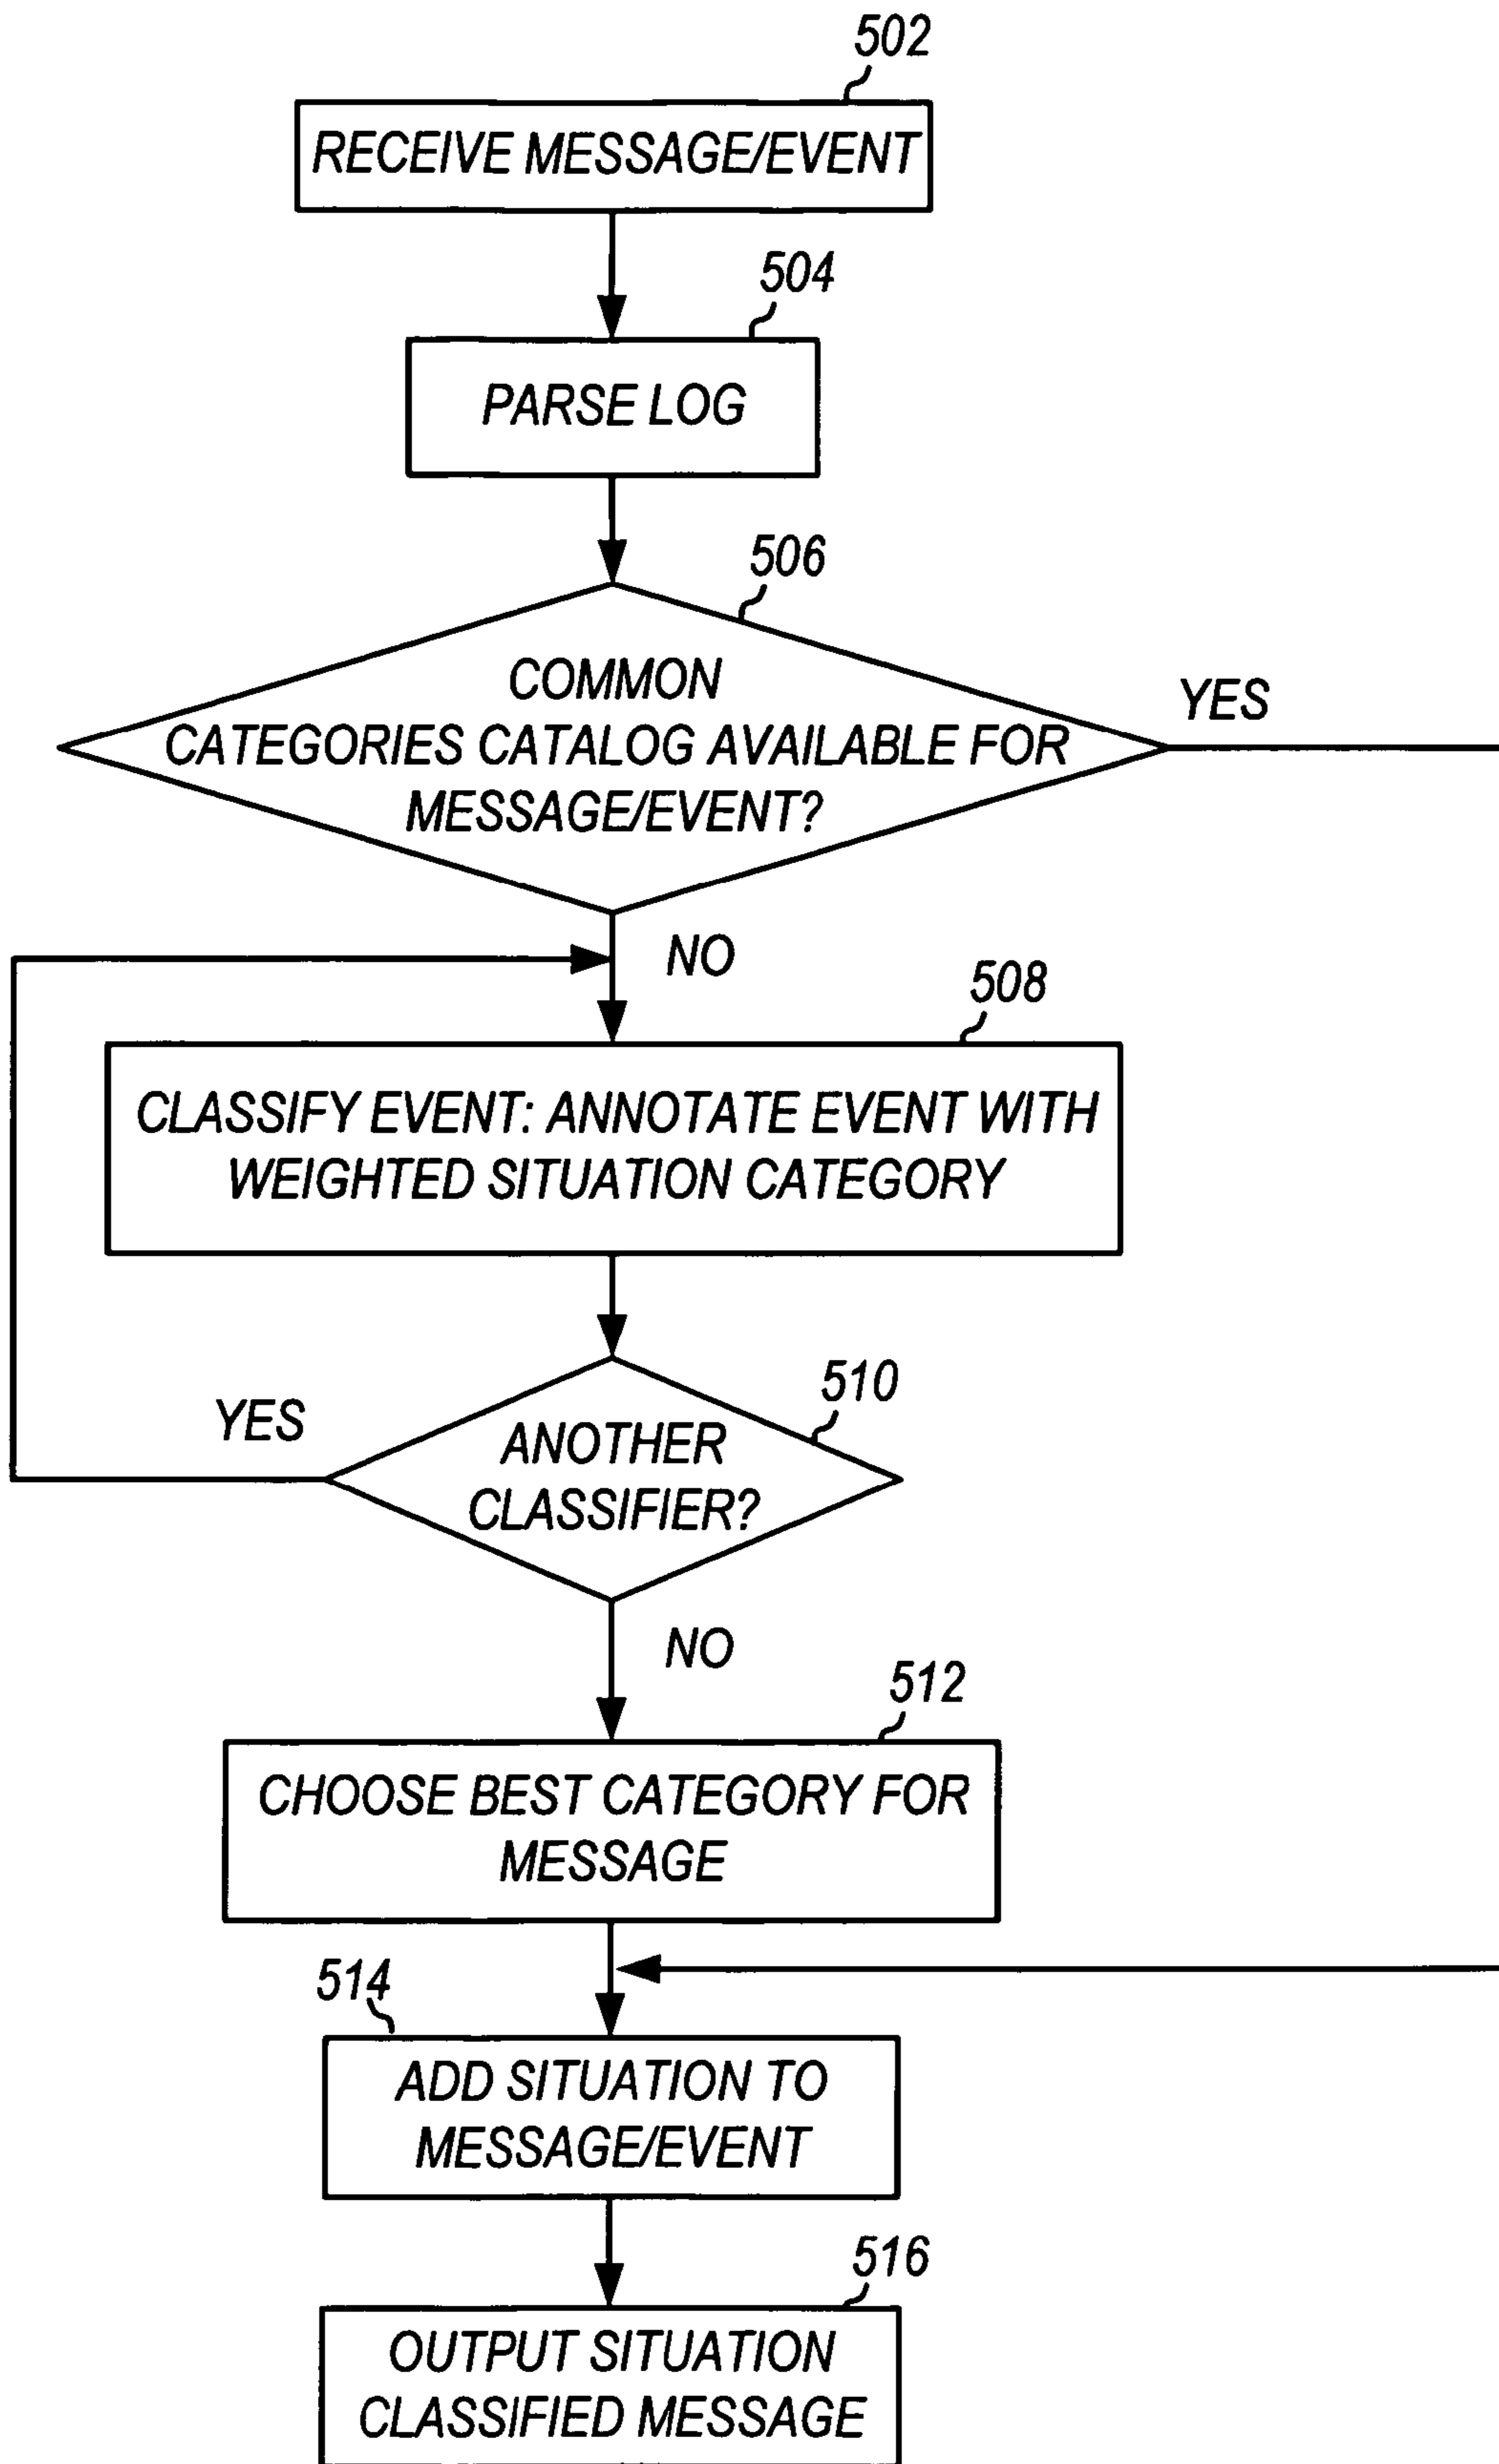 502
RECEIVE MESSAGE/EVENT
504
PARSE LOG
506
COMMON
CATEGORIES CATALOG AVAILABLE FOR
MESSAGE/EVENT?
YES
NO
508
CLASSIFY EVENT: ANNOTATE EVENT WITH
WEIGHTED SITUATION CATEGORY
510
YES
ANOTHER
CLASSIFIER?
NO
512
CHOOSE BEST CATEGORY FOR
MESSAGE
514
ADD SITUATION TO
MESSAGE/EVENT
516
OUTPUT SITUATION
CLASSIFIED MESSAGE